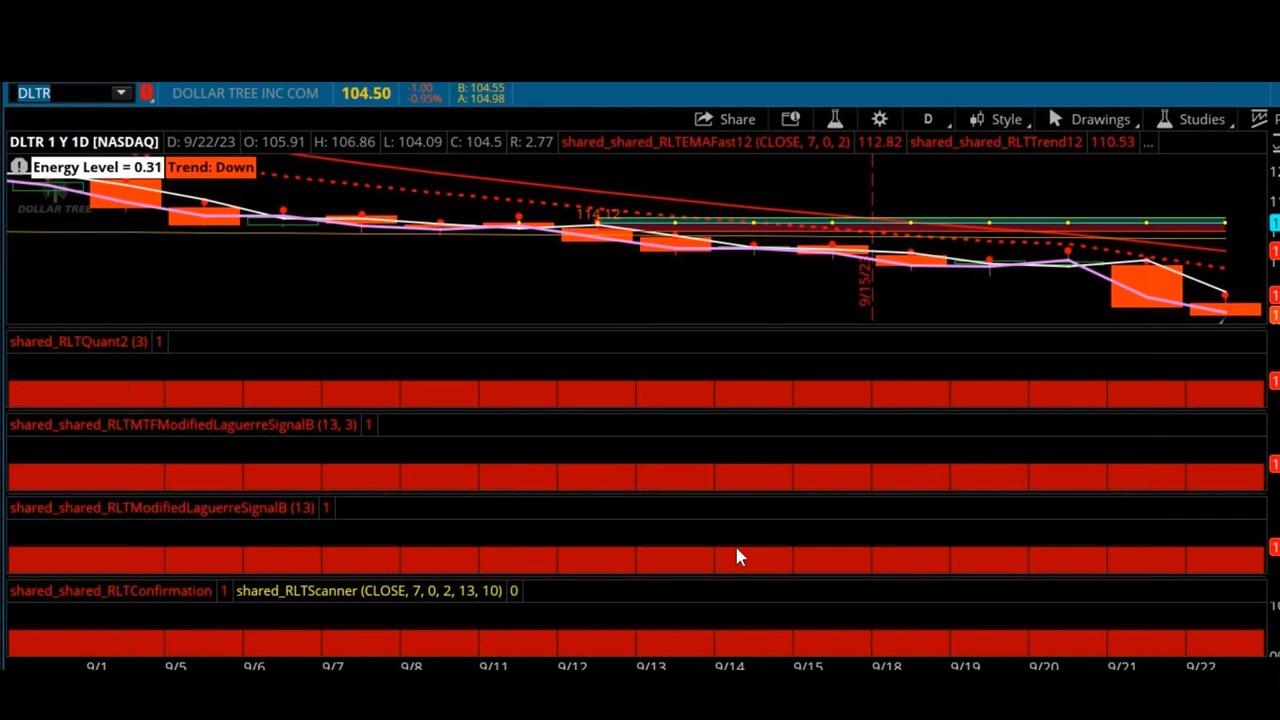 DLTR
DOLLAR TREE INC COM
104.50
-1.00
-0.95%
B: 104.55
A: 104.98
Share
D
Style
Drawings
Studies
DLTR 1 Y 1D [NASDAQ] D: 9/22/23 O: 105.91 H: 106.86 L: 104.09 C: 104.5 R: 2.77 shared_shared_RLTEMAFast12 (CLOSE, 7, 0, 2) 112.82 shared_shared_RLTTrend12 110.53 ...
Energy Level = 0.31 Trend: Down
DOLLAR TREE
114.12
shared_RLTQuant2 (3) 1
shared_shared_RLTMTFModifiedLaguerreSignalB (13, 3) 1
shared_shared_RLTModifiedLaguerreSignalB (13) 1
shared_shared_RLTConfirmation 1 shared_RLTScanner (CLOSE, 7, 0, 2, 13, 10) 0
9/1 9/5 9/6 9/7 9/8 9/11 9/12 9/13 9/14 9/15 9/18 9/19 9/20 9/21 9/22